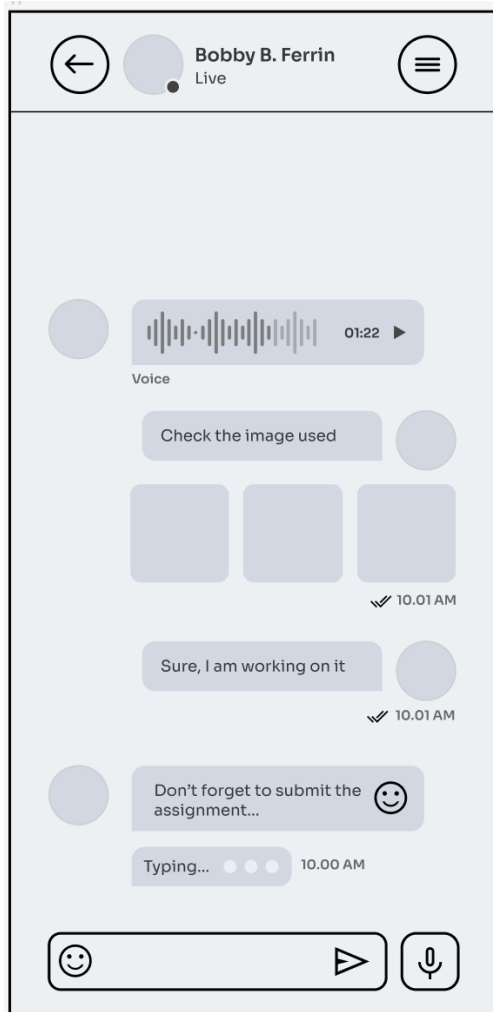 Bobby B. Ferrin
Live
01:22
Voice
Check the image used
10.01 AM
Sure, I am working on it
10.01 AM
Don’t forget to submit the
assignment...
Typing...
10.00 AM